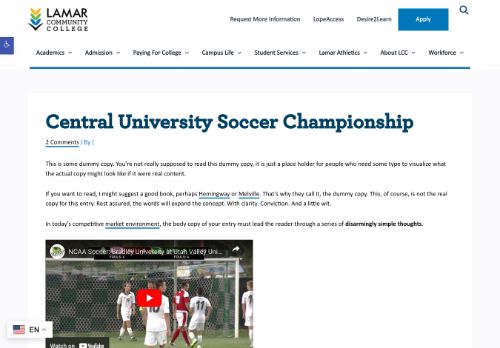 LAMAR
COMMUNITY
COLLEGE
Request More Information LopeAccess Desire2Learn Apply
Academics Admission Paying For College Campus Life Student Services Lamar Athletics About LCC Workforce
Central University Soccer Championship
2 Comments / By /
This is some dummy copy. You're not really supposed to read this dummy copy, it is just a place holder for people who need some type to visualize what
the actual copy might look like if it were real content.
If you want to read, I might suggest a good book, perhaps Hemingway or Melville. That's why they call it, the dummy copy. This, of course, is not the real
copy for this entry. Rest assured, the words will expand the concept. With clarity. Conviction. And a little wit.
In today's competitive market environment, the body copy of your entry must lead the reader through a series of disarmingly simple thoughts.
NCAA Soccer: Bradley University at Utah Valley Uni...
Watch on YouTube
EN